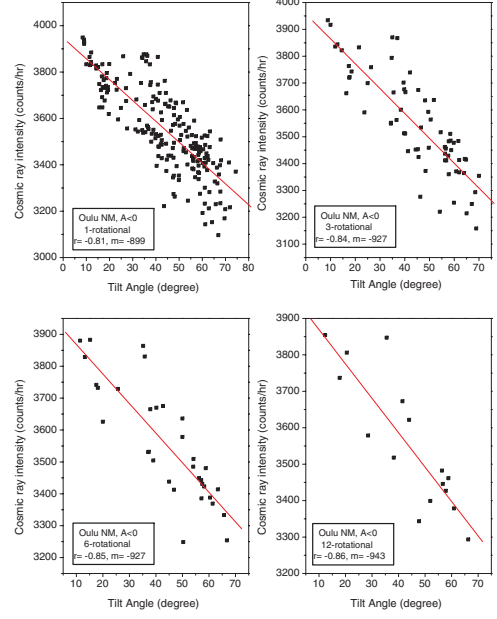 4000
3800
3600
3400
3200
3000
Cosmic ray intensity (counts/hr)
0 10 20 30 40 50 60 70 80
Tilt Angle (degree)
Oulu NM, A<0
1-rotational
r= -0.81, m= -899
4000
3900
3800
3700
3600
3500
3400
3300
3200
3100
Cosmic ray intensity (counts/hr)
0 10 20 30 40 50 60 70
Tilt Angle (degree)
Oulu NM, A<0
3-rotational
r= -0.84, m= -927
3900
3800
3700
3600
3500
3400
3300
3200
Cosmic ray intensity (counts/hr)
10 20 30 40 50 60 70
Tilt Angle (degree)
Oulu NM, A<0
6-rotational
r= -0.85, m= -927
3900
3800
3700
3600
3500
3400
3300
3200
Cosmic ray intensity (counts/hr)
10 20 30 40 50 60 70
Tilt Angle (degree)
Oulu NM, A<0
12-rotational
r= -0.86, m= -943